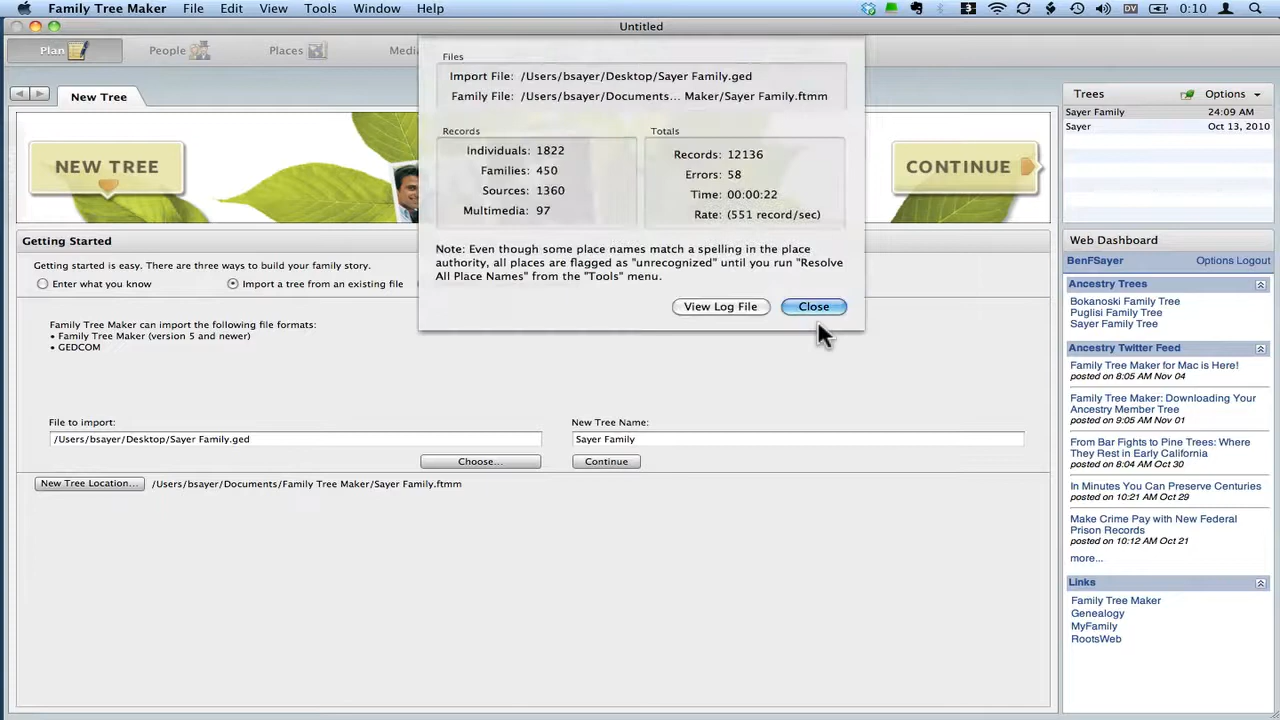 Family Tree Maker File Edit View Tools Window Help 0:10
Untitled
Plan People Places Medi
New Tree
NEW TREE
CONTINUE
Files
Import File: /Users/bsayer/Desktop/Sayer Family.ged
Family File: /Users/bsayer/Documents... Maker/Sayer Family.ftmm
Records
Individuals: 1822
Families: 450
Sources: 1360
Multimedia: 97
Totals
Records: 12136
Errors: 58
Time: 00:00:22
Rate: (551 record/sec)
Note: Even though some place names match a spelling in the place
authority, all places are flagged as "unrecognized" until you run "Resolve
All Place Names" from the "Tools" menu.
View Log File Close
Getting Started
Getting started is easy. There are three ways to build your family story.
Enter what you know Import a tree from an existing file
Family Tree Maker can import the following file formats:
• Family Tree Maker (version 5 and newer)
• GEDCOM
File to import:
/Users/bsayer/Desktop/Sayer Family.ged
Choose...
New Tree Name:
Sayer Family
Continue
New Tree Location... /Users/bsayer/Documents/Family Tree Maker/Sayer Family.ftmm
Trees Options
Sayer Family 24:09 AM
Sayer Oct 13, 2010
Web Dashboard
BenFSayer Options Logout
Ancestry Trees
Bokanoski Family Tree
Puglisi Family Tree
Sayer Family Tree
Ancestry Twitter Feed
Family Tree Maker for Mac is Here!
posted on 8:05 AM Nov 04
Family Tree Maker: Downloading Your
Ancestry Member Tree
posted on 9:05 AM Nov 01
From Bar Fights to Pine Trees: Where
They Rest in Early California
posted on 8:04 AM Oct 30
In Minutes You Can Preserve Centuries
posted on 10:21 AM Oct 29
Make Crime Pay with New Federal
Prison Records
posted on 10:12 AM Oct 21
more...
Links
Family Tree Maker
Genealogy
MyFamily
RootsWeb